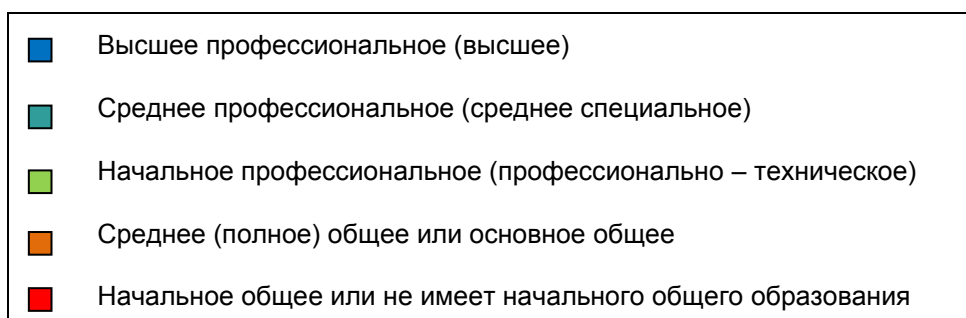 Высшее профессиональное (высшее)
Среднее профессиональное (среднее специальное)
Начальное профессиональное (профессионально – техническое)
Среднее (полное) общее или основное общее
Начальное общее или не имеет начального общего образования